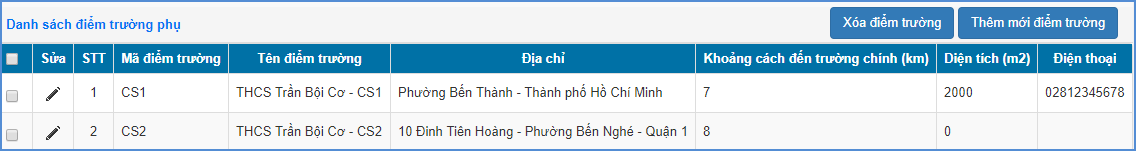 Danh sách điểm trường phụ Xóa điểm trường Thêm mới điểm trường
Sửa STT Mã điểm trường Tên điểm trường Địa chỉ Khoảng cách đến trường chính (km) Diện tích (m2) Điện thoại
1 CS1 THCS Trần Bội Cơ - CS1 Phường Bến Thành - Thành phố Hồ Chí Minh 7 2000 02812345678
2 CS2 THCS Trần Bội Cơ - CS2 10 Đinh Tiên Hoàng - Phường Bến Nghé - Quận 1 8 0